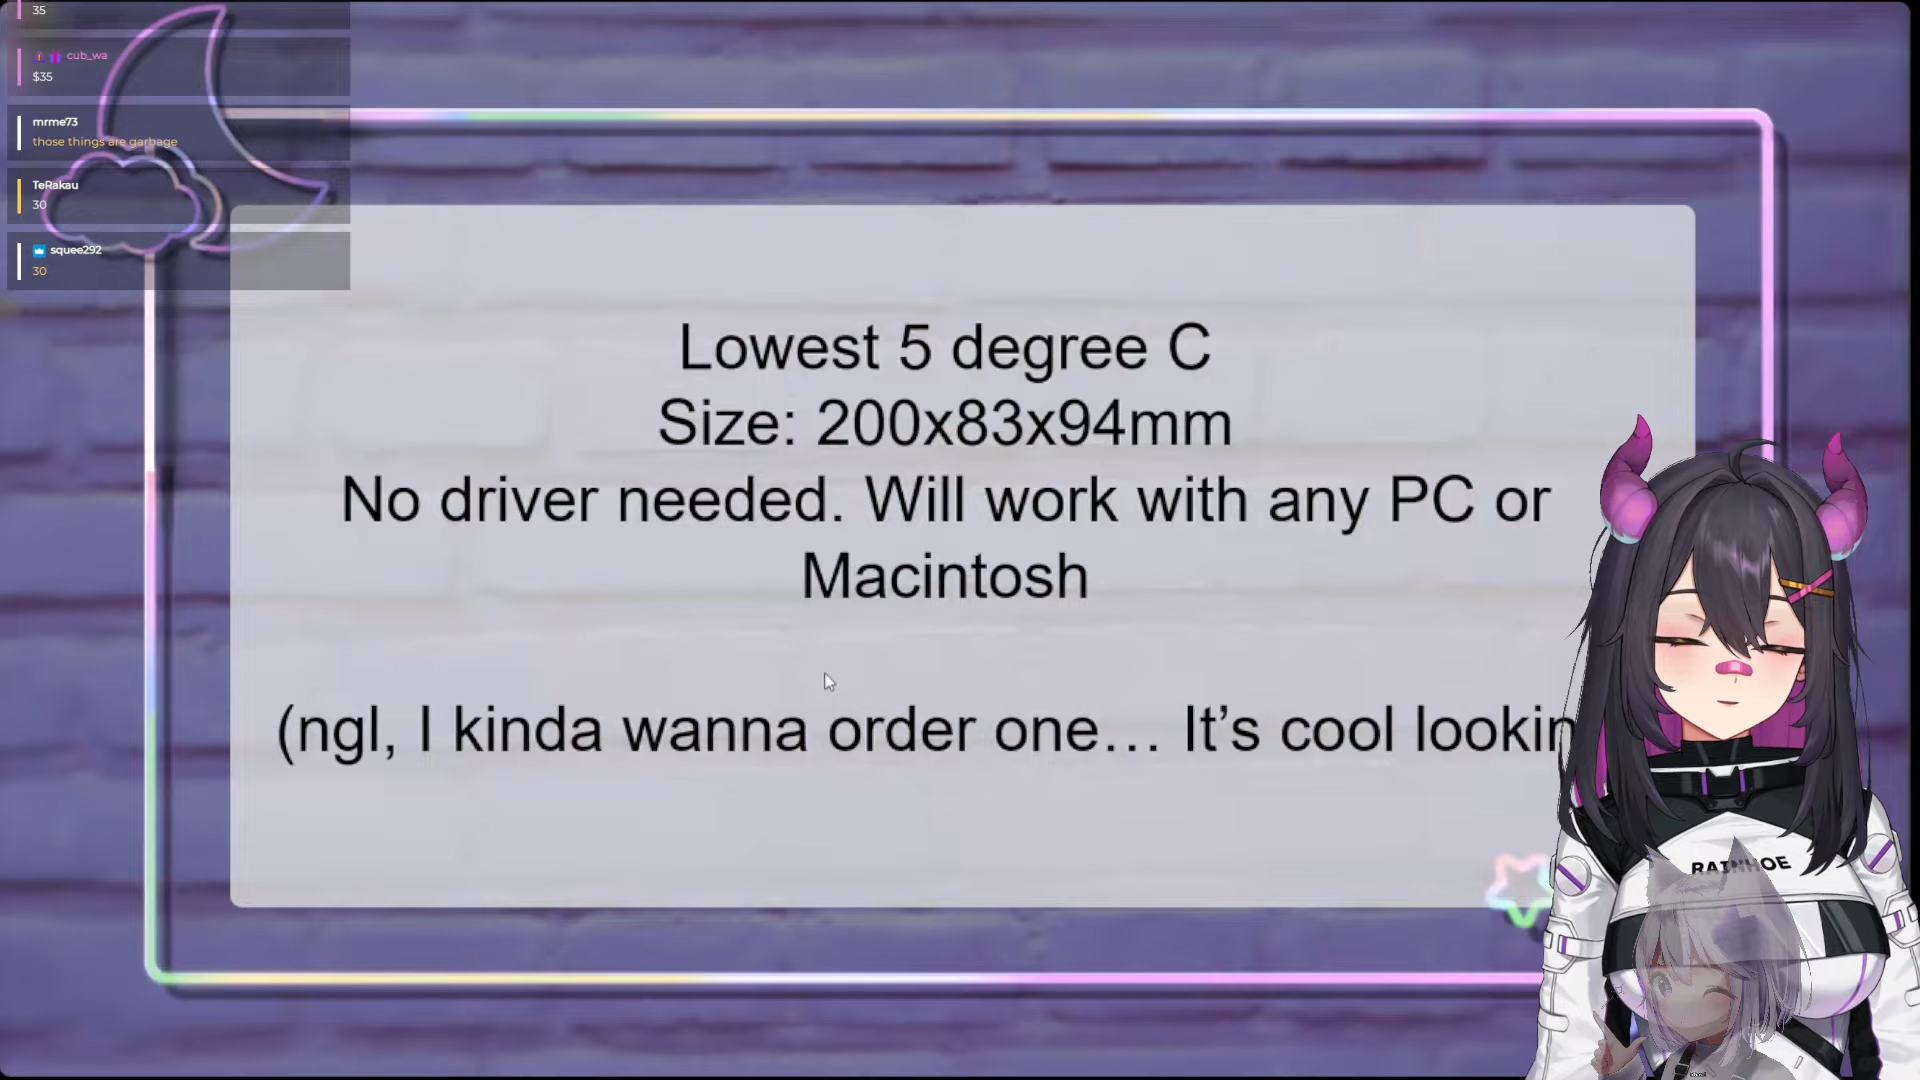 35
cub_wa
$35
mrme73
those things are garbage
TeRakau
30
squee292
30
Lowest 5 degree C
Size: 200x83x94mm
No driver needed. Will work with any PC or
Macintosh
(ngl, I kinda wanna order one… It’s cool lookin